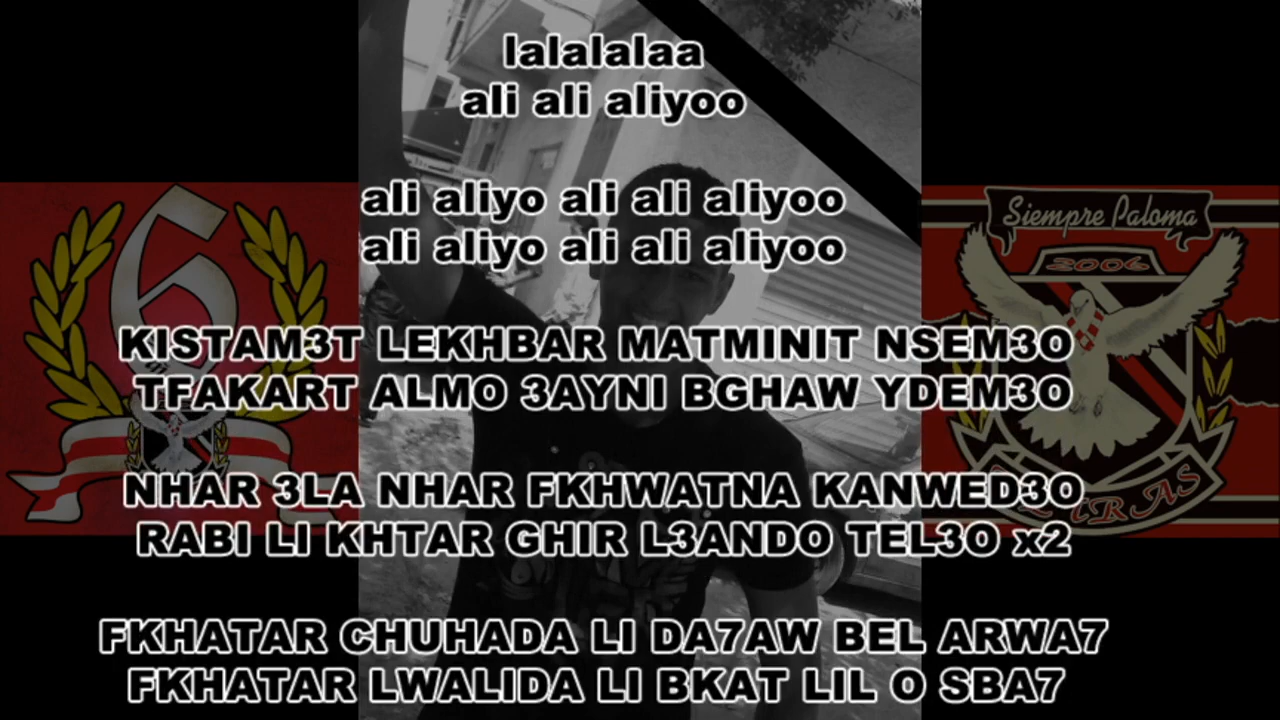 lalalalaa
ali ali aliyoo
ali aliyo ali ali aliyoo
ali aliyo ali ali aliyoo
KISTAM3T LEKHBAR MATMINIT NSEM3O
TFAKART ALMO 3AYNI BGHAW YDEM3O
NHAR 3LA NHAR FKHWATNA KANWED3O
RABI LI KHTAR GHIR L3ANDO TEL3O x2
FKHATAR CHUHADA LI DA7AW BEL ARWA7
FKHATAR LWALIDA LI BKAT LIL O SBA7
6
Siempre Paloma
2006